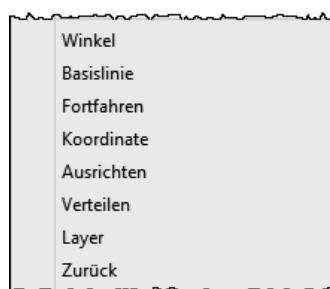 Winkel
Basislinie
Fortfahren
Koordinate
Ausrichten
Verteilen
Layer
Zurück